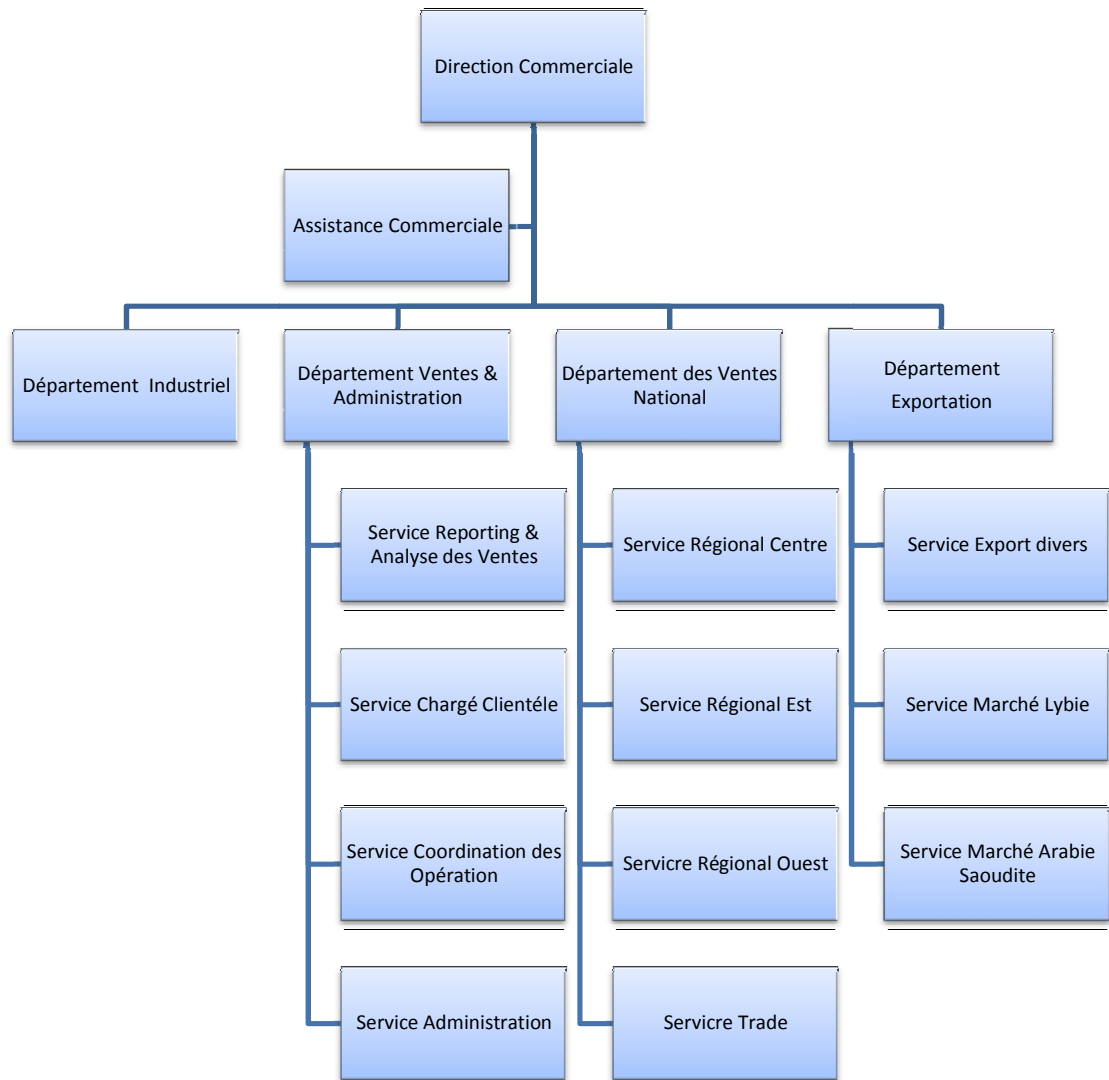 Direction Commerciale
Assistance Commerciale
Département  Industriel
Département Ventes &
Administration
Département des Ventes
National
Département
Exportation
Service Reporting &
Analyse des Ventes
Service Régional Centre
Service Export divers
Service Chargé Clientéle
Service Régional Est
Service Marché Lybie
Service Coordination des
Opération
Servicre Régional Ouest
Service Marché Arabie
Saoudite
Service Administration
Servicre Trade